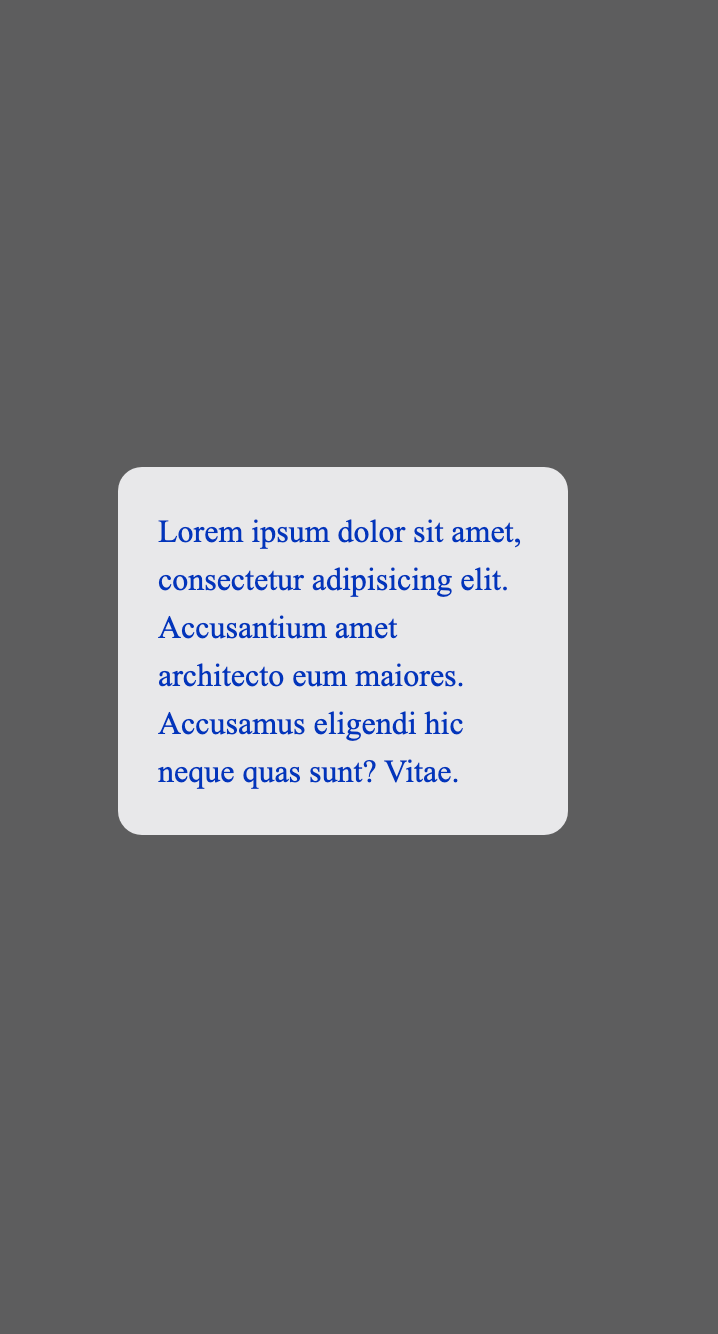 Lorem ipsum dolor sit amet,
consectetur adipisicing elit.
Accusantium amet
architecto eum maiores.
Accusamus eligendi hic
neque quas sunt? Vitae.